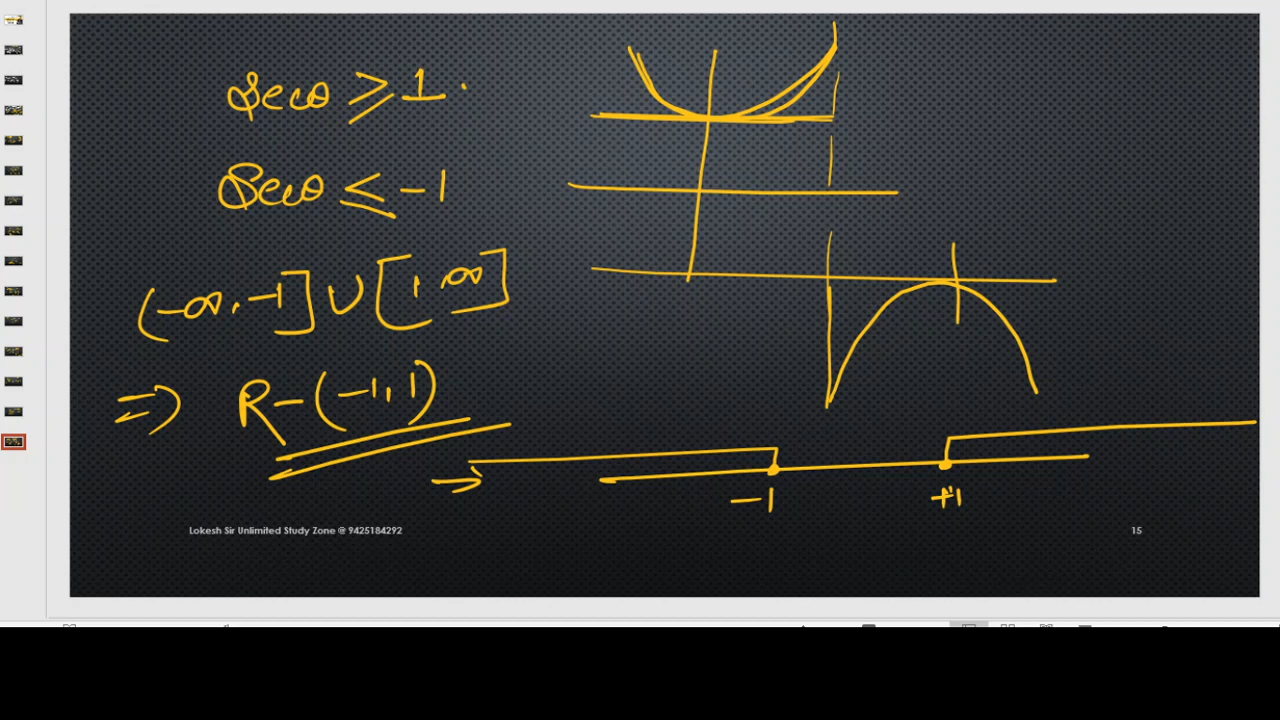 Secθ ≥ 1.
Secθ ≤ -1
(-∞, -1] ∪ [1, ∞]
⇒ R - (-1, 1)
⇒
-1
+1
Lokesh Sir Unlimited Study Zone @ 9425184292
15